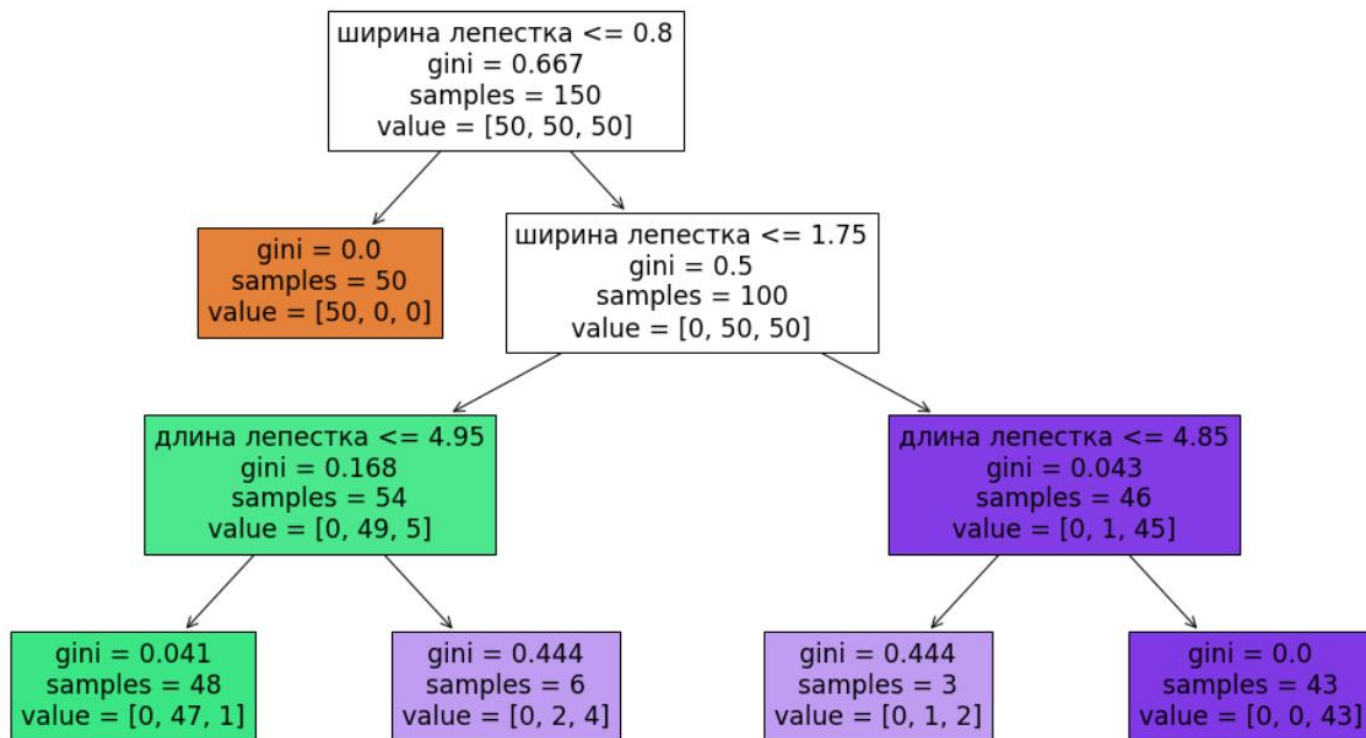 ширина лепестка <= 0.8
gini = 0.667
samples = 150
value = [50, 50, 50]
gini = 0.0
samples = 50
value = [50, 0, 0]
ширина лепестка <= 1.75
gini = 0.5
samples = 100
value = [0, 50, 50]
длина лепестка <= 4.95
gini = 0.168
samples = 54
value = [0, 49, 5]
длина лепестка <= 4.85
gini = 0.043
samples = 46
value = [0, 1, 45]
gini = 0.041
samples = 48
value = [0, 47, 1]
gini = 0.444
samples = 6
value = [0, 2, 4]
gini = 0.444
samples = 3
value = [0, 1, 2]
gini = 0.0
samples = 43
value = [0, 0, 43]